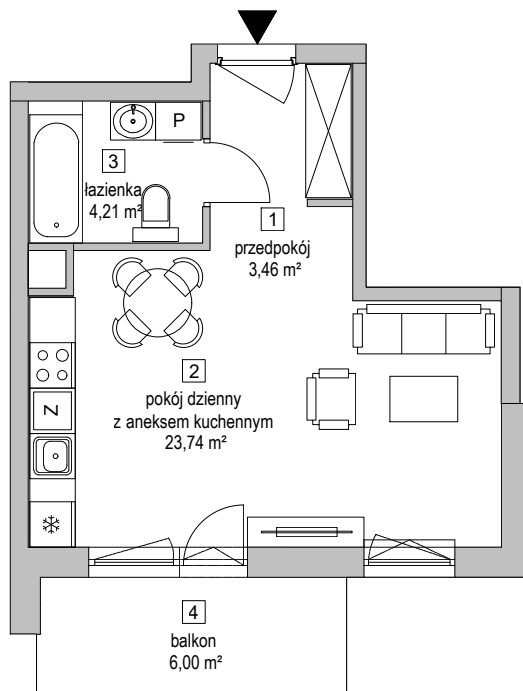 P
3
łazienka
4,21 m²
1
przedpokój
3,46 m²
2
pokój dzienny
z aneksem kuchennym
23,74 m²
Z
4
balkon
6,00 m²